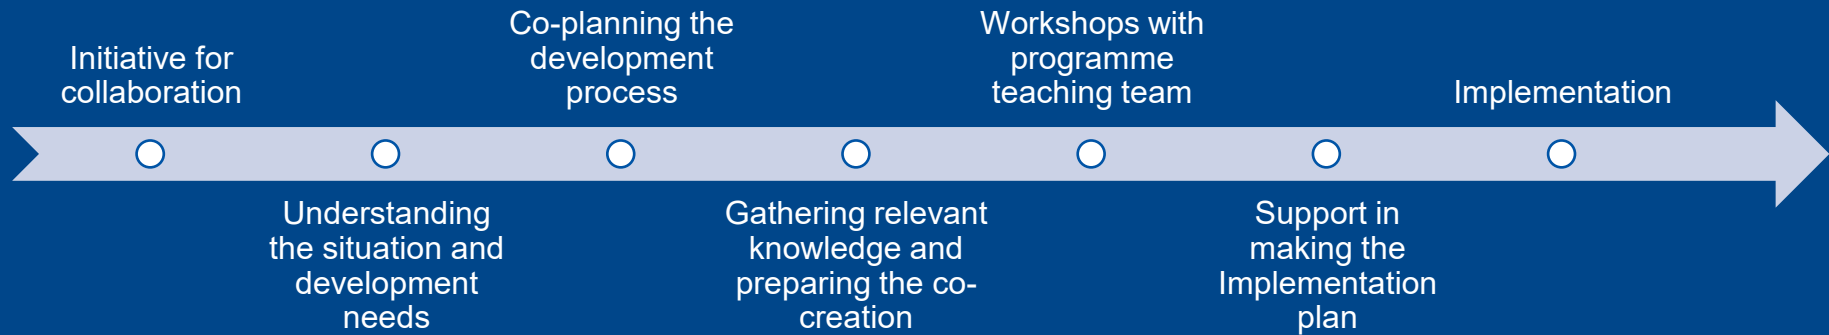 Initiative for
collaboration
Understanding
the situation and
development
needs
Co-planning the
development
process
Gathering relevant
knowledge and
preparing the co-
creation
Workshops with
programme
teaching team
Support in
making the
Implementation
plan
Implementation